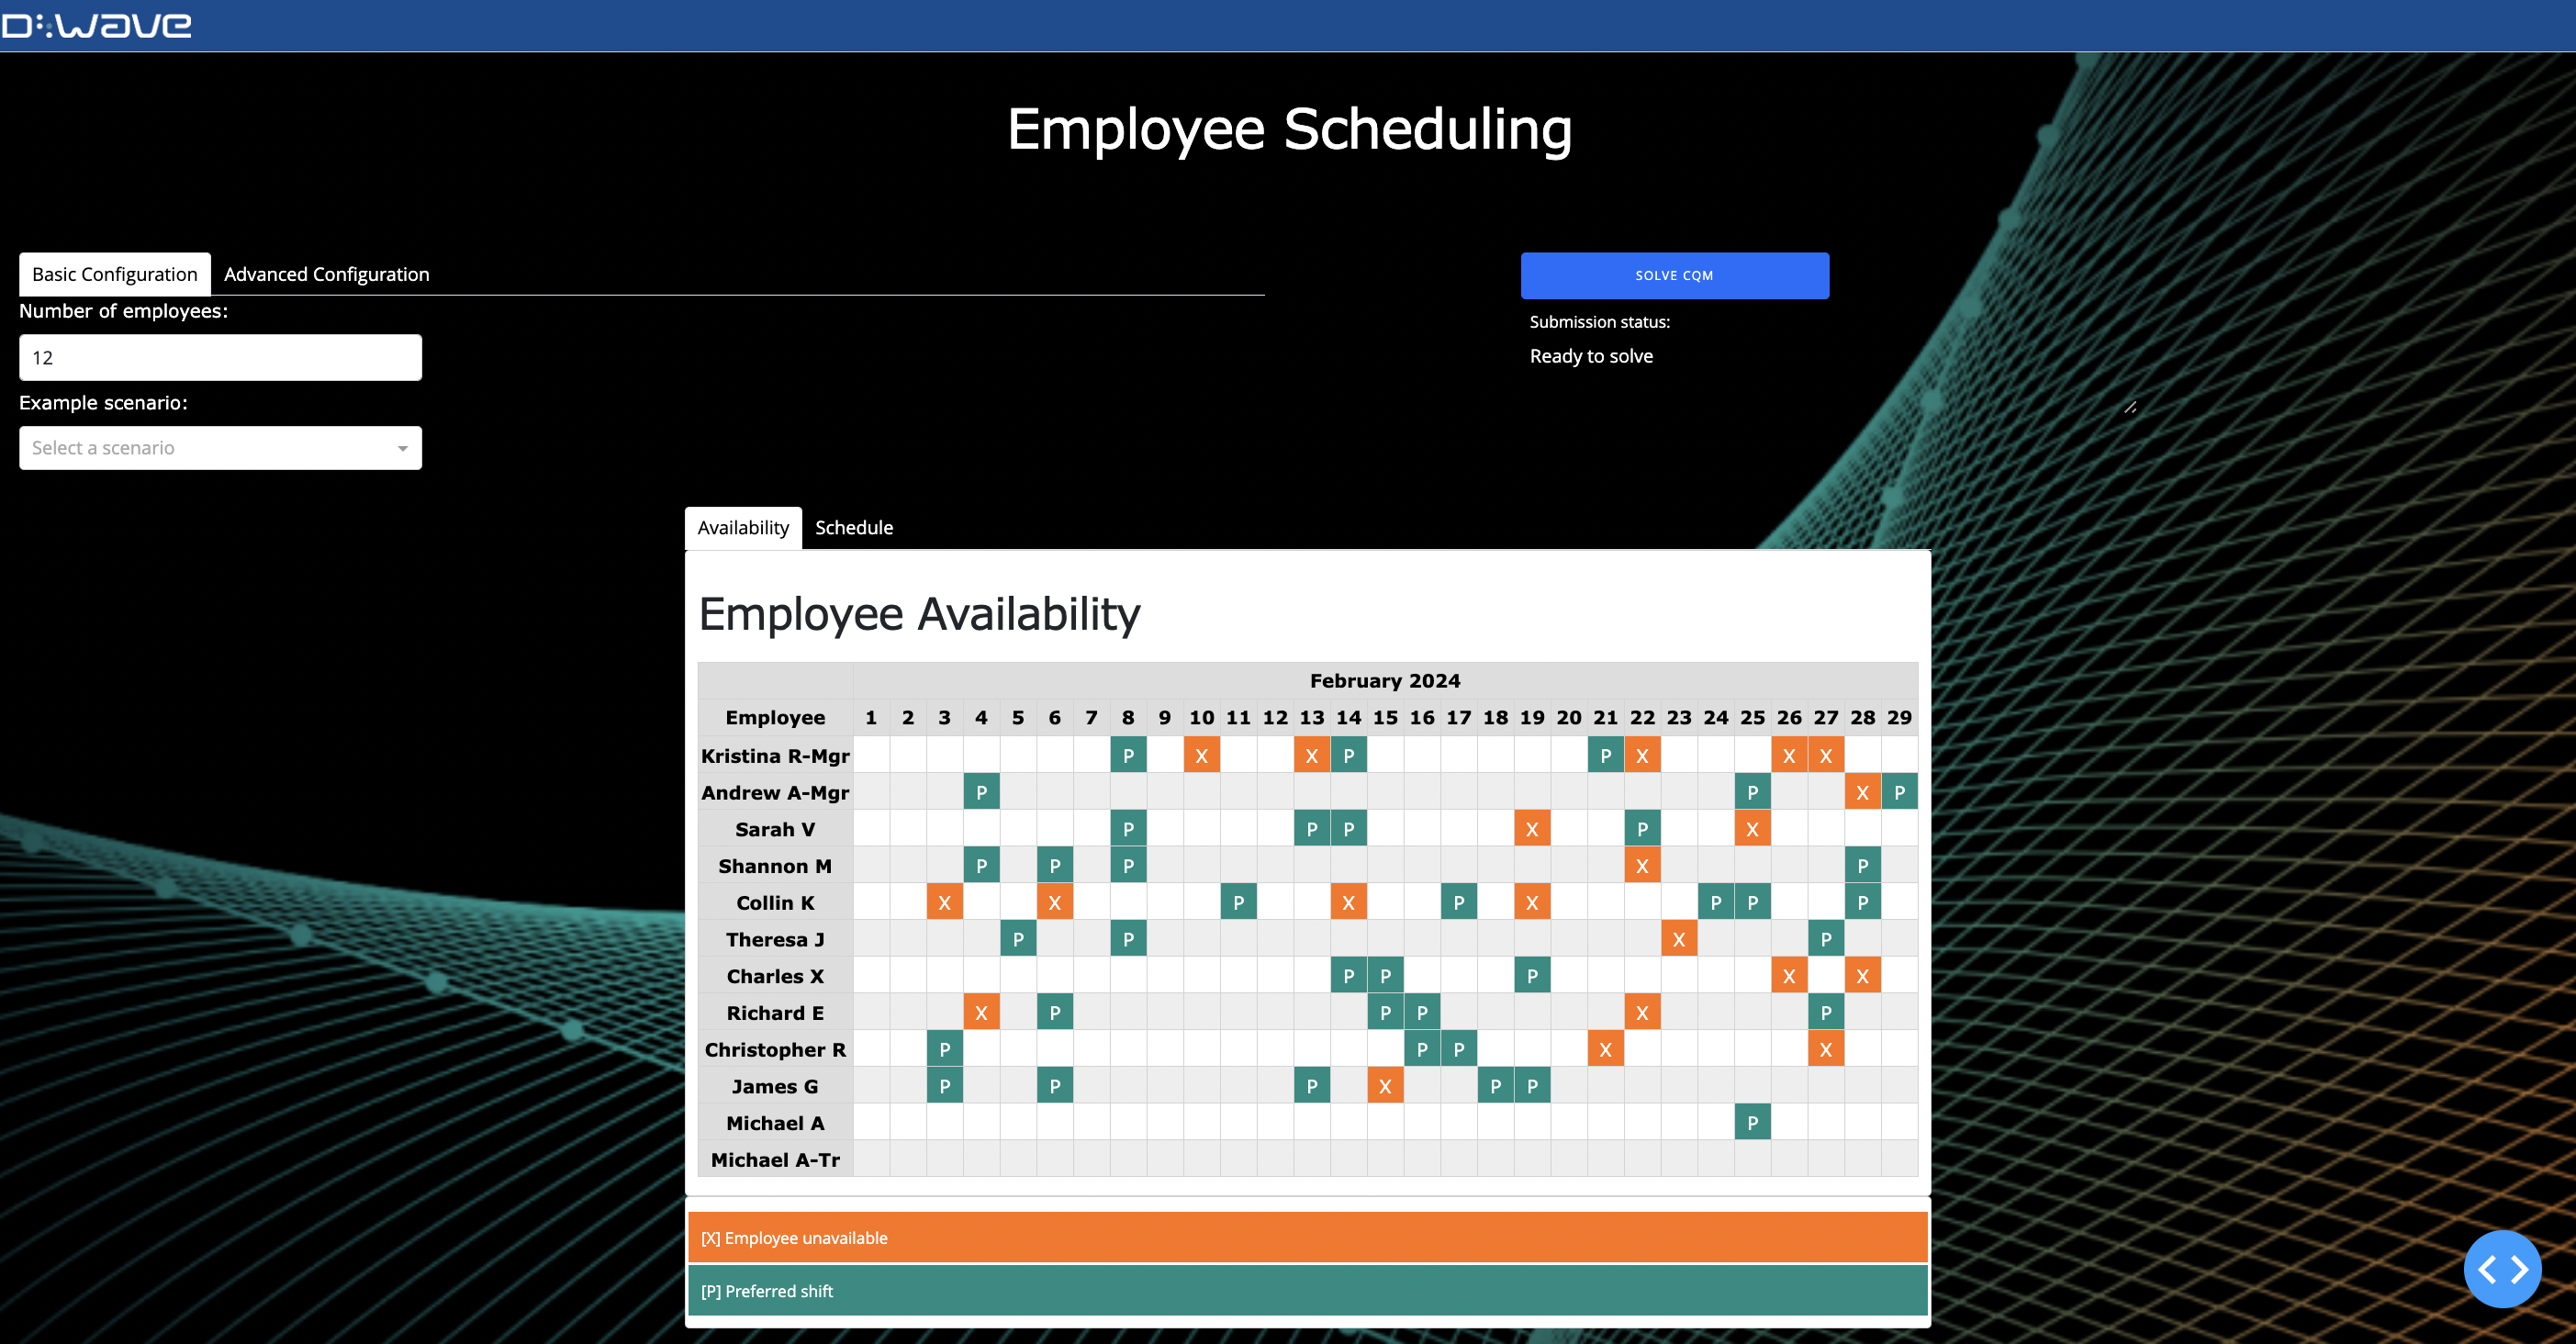 D:Wave
Employee Scheduling
Basic Configuration Advanced Configuration
SOLVE CQM
Number of employees:
Submission status:
12
Ready to solve
Example scenario:
Select a scenario
Availability Schedule
Employee Availability
February 2024
Employee 1 2 3 4 5 6 7 8 9 10 11 12 13 14 15 16 17 18 19 20 21 22 23 24 25 26 27 28 29
Kristina R-Mgr P X X P P X X X
Andrew A-Mgr P P X P
Sarah V P P P X P X
Shannon M P P P X P
Collin K X X P X P X P P P
Theresa J P P X P
Charles X P P P X X
Richard E X P P P X P
Christopher R P P P X X
James G P P P X P P
Michael A P
Michael A-Tr
[X] Employee unavailable
[P] Preferred shift